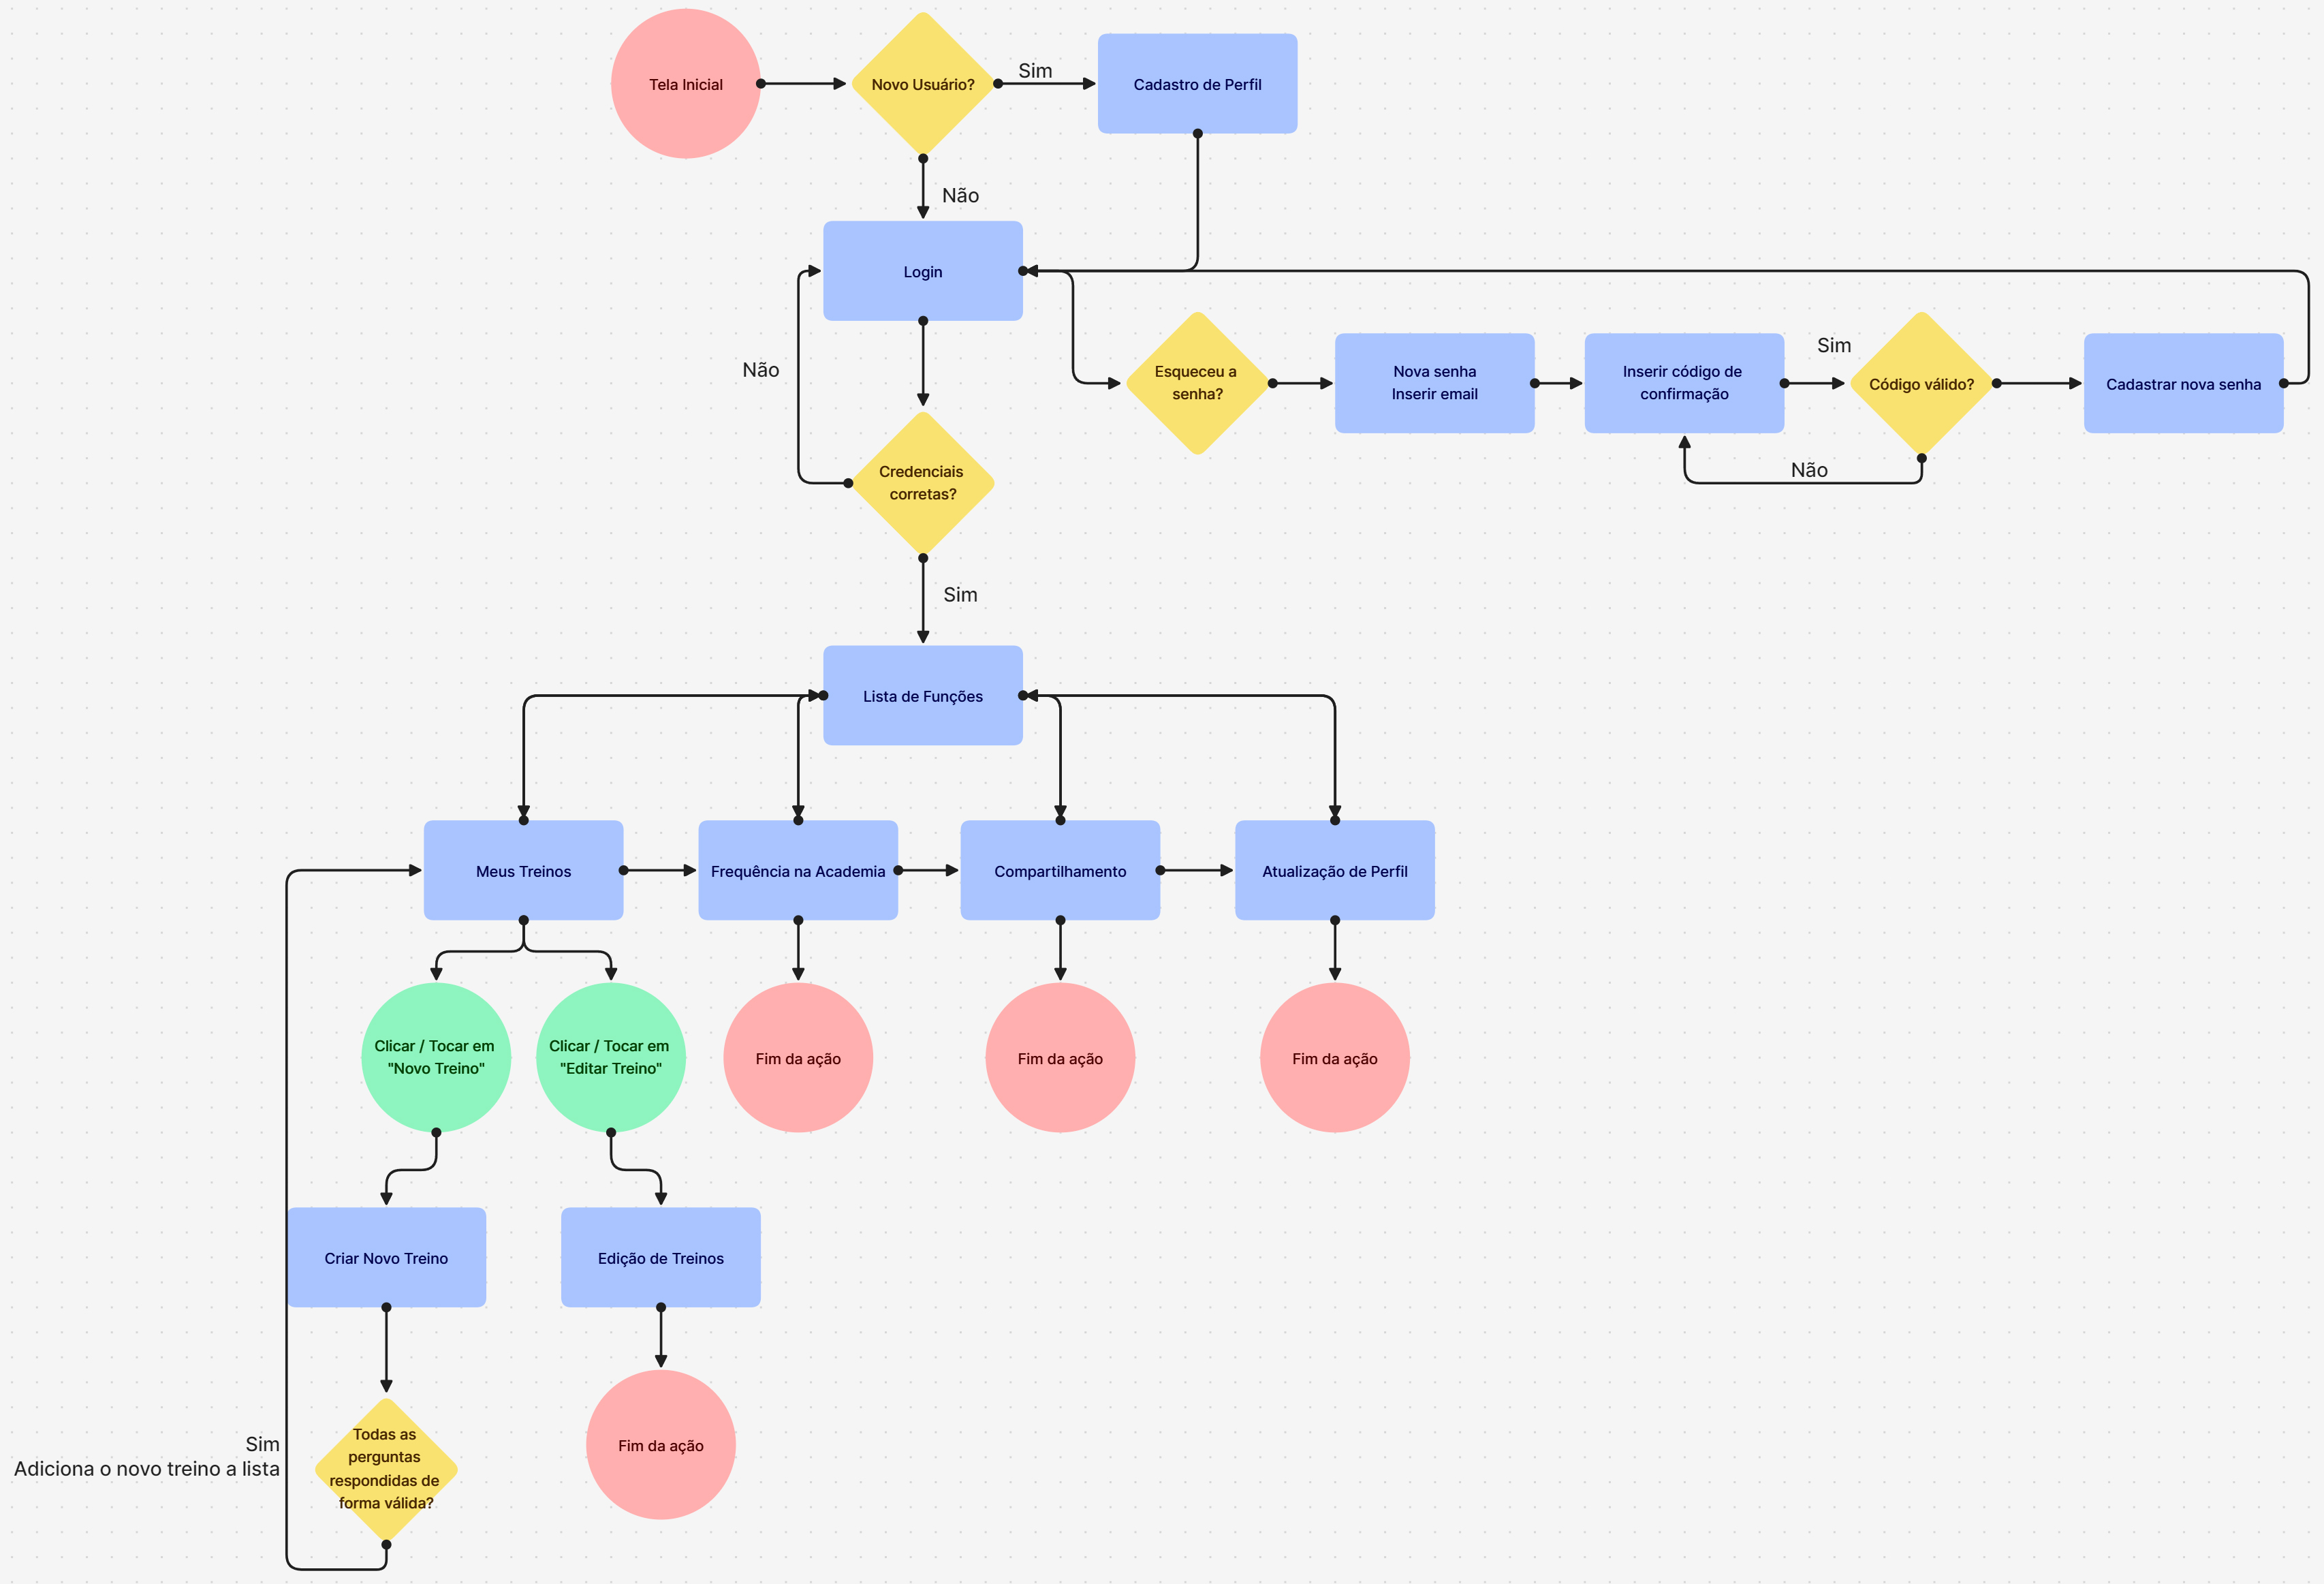 Tela Inicial
Novo Usuário?
Sim
Cadastro de Perfil
Não
Login
Não
Esqueceu a
senha?
Nova senha
Inserir email
Inserir código de
confirmação
Sim
Código válido?
Cadastrar nova senha
Não
Credenciais
corretas?
Sim
Lista de Funções
Meus Treinos
Frequência na Academia
Compartilhamento
Atualização de Perfil
Clicar / Tocar em
"Novo Treino"
Clicar / Tocar em
"Editar Treino"
Fim da ação
Fim da ação
Fim da ação
Criar Novo Treino
Edição de Treinos
Sim
Adiciona o novo treino a lista
Todas as
perguntas
respondidas de
forma válida?
Fim da ação